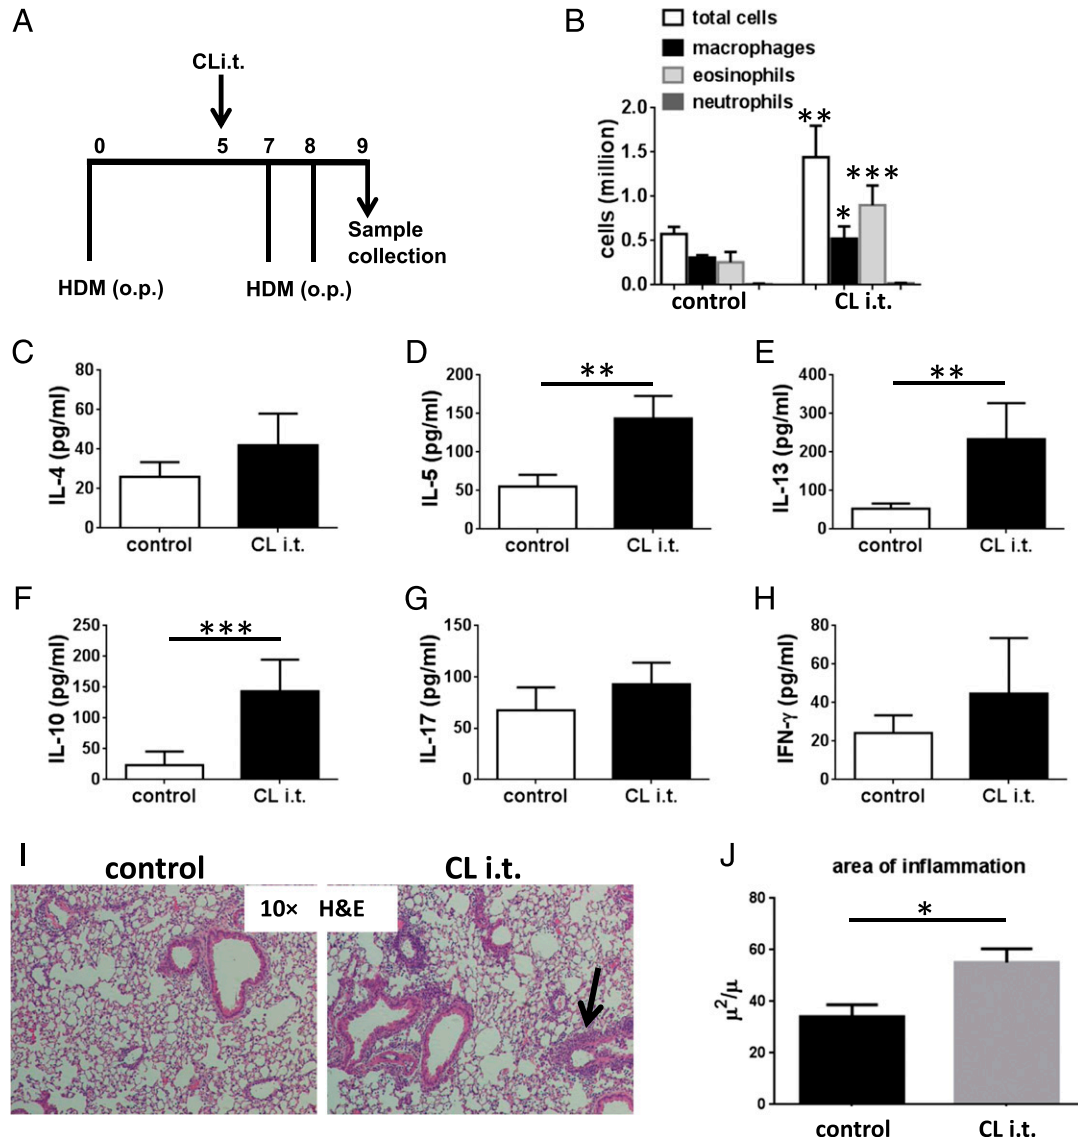 A
CLi.t.
0 5 7 8 9
Sample
collection
HDM (o.p.) HDM (o.p.)
B
total cells
macrophages
eosinophils
neutrophils
cells (million)
2.0
1.5
1.0
0.5
0.0
**
*
***
control CL i.t.
C
IL-4 (pg/ml)
80
60
40
20
0
control CL i.t.
D
IL-5 (pg/ml)
200
150
100
50
0
**
control CL i.t.
E
IL-13 (pg/ml)
400
300
200
100
0
**
control CL i.t.
F
IL-10 (pg/ml)
250
200
150
100
50
0
***
control CL i.t.
G
IL-17 (pg/ml)
150
100
50
0
control CL i.t.
H
IFN-γ (pg/ml)
80
60
40
20
0
control CL i.t.
I
control CL i.t.
10× H&E
J
area of inflammation
μ²/μ
80
60
40
20
0
*
control CL i.t.